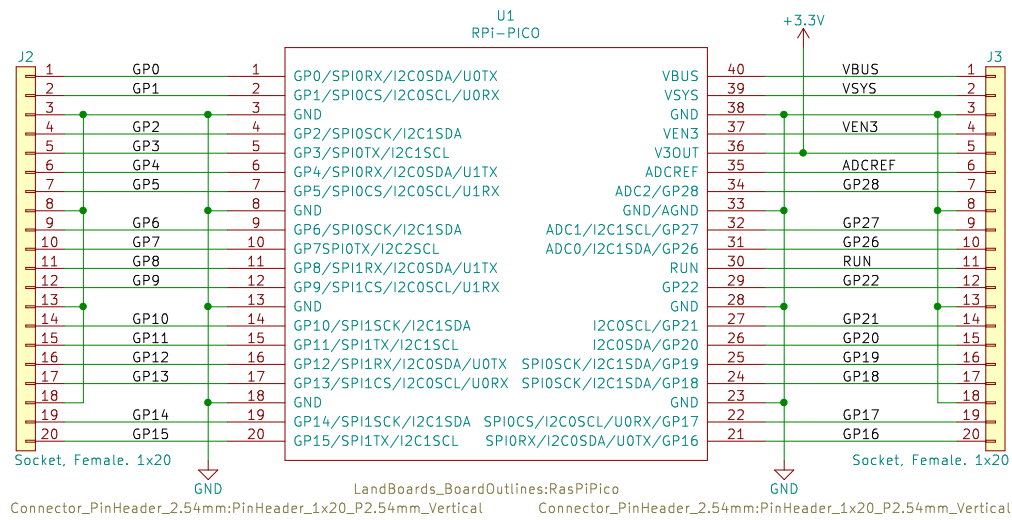 U1
RPi-PICO
+3.3V
J2
J3
1 GP0 1 GP0/SPI0RX/I2C0SDA/U0TX VBUS 40 VBUS 1
2 GP1 2 GP1/SPI0CS/I2C0SCL/U0RX VSYS 39 VSYS 2
3 3 GND GND 38 3
4 GP2 4 GP2/SPI0SCK/I2C1SDA VEN3 37 VEN3 4
5 GP3 5 GP3/SPI0TX/I2C1SCL V3OUT 36 5
6 GP4 6 GP4/SPI0RX/I2C0SDA/U1TX ADCREF 35 ADCREF 6
7 GP5 7 GP5/SPI0CS/I2C0SCL/U1RX ADC2/GP28 34 GP28 7
8 8 GND GND/AGND 33 8
9 GP6 9 GP6/SPI0SCK/I2C1SDA ADC1/I2C1SCL/GP27 32 GP27 9
10 GP7 10 GP7SPI0TX/I2C2SCL ADC0/I2C1SDA/GP26 31 GP26 10
11 GP8 11 GP8/SPI1RX/I2C0SDA/U1TX RUN 30 RUN 11
12 GP9 12 GP9/SPI1CS/I2C0SCL/U1RX GP22 29 GP22 12
13 13 GND GND 28 13
14 GP10 14 GP10/SPI1SCK/I2C1SDA I2C0SCL/GP21 27 GP21 14
15 GP11 15 GP11/SPI1TX/I2C1SCL I2C0SDA/GP20 26 GP20 15
16 GP12 16 GP12/SPI1RX/I2C0SDA/U0TX SPI0SCK/I2C1SDA/GP19 25 GP19 16
17 GP13 17 GP13/SPI1CS/I2C0SCL/U0RX SPI0SCK/I2C1SDA/GP18 24 GP18 17
18 18 GND GND 23 18
19 GP14 19 GP14/SPI1SCK/I2C1SDA SPI0CS/I2C0SCL/U0RX/GP17 22 GP17 19
20 GP15 20 GP15/SPI1TX/I2C1SCL SPI0RX/I2C0SDA/U0TX/GP16 21 GP16 20
Socket, Female. 1x20
Socket, Female. 1x20
GND
LandBoards_BoardOutlines:RasPiPico
GND
Connector_PinHeader_2.54mm:PinHeader_1x20_P2.54mm_Vertical
Connector_PinHeader_2.54mm:PinHeader_1x20_P2.54mm_Vertical